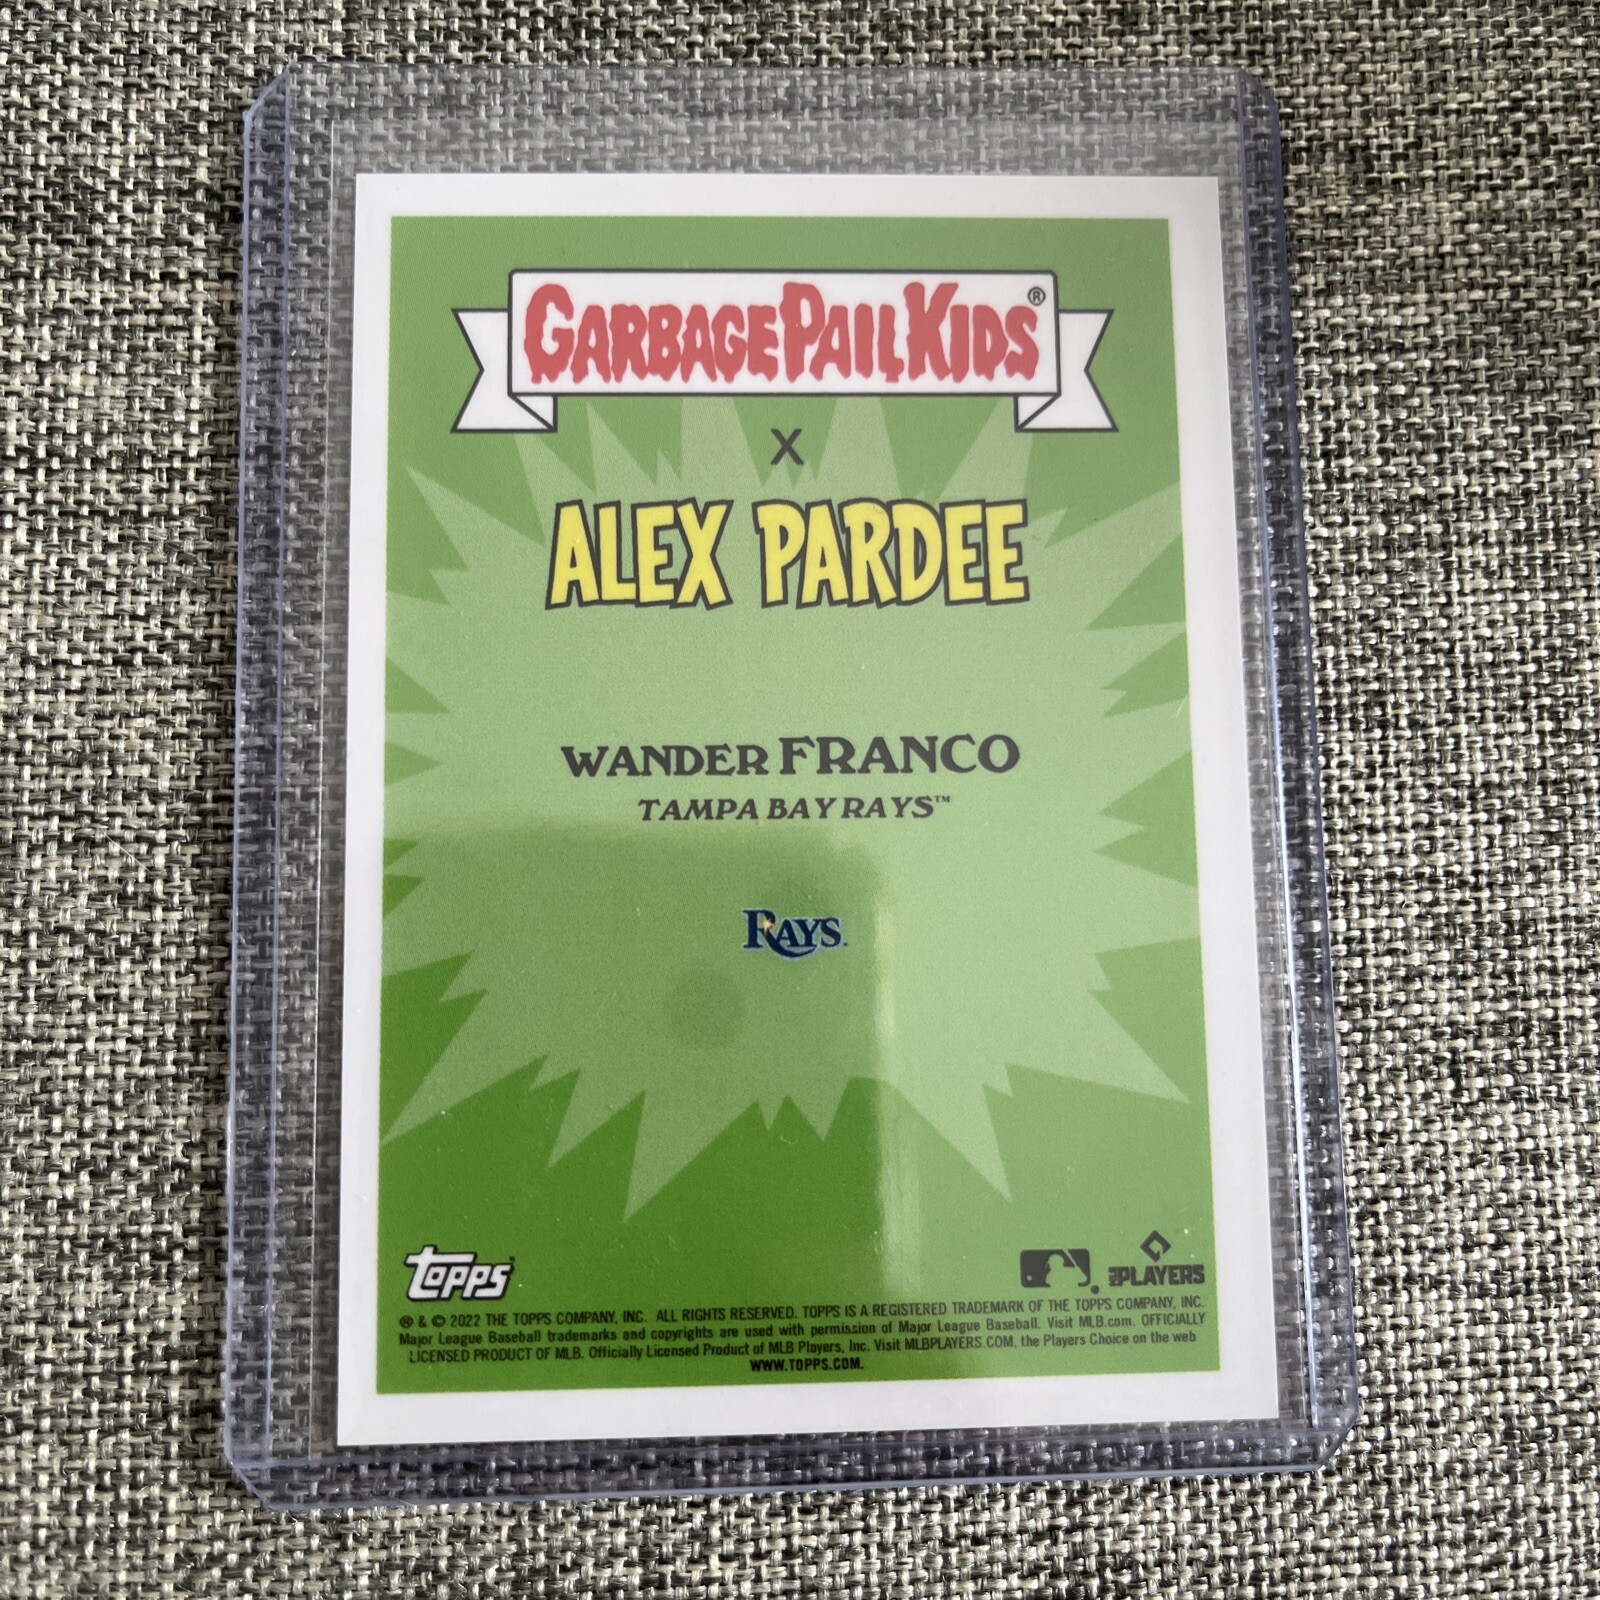 GARBAGE PAIL KIDS®
X
ALEX PARDEE
WANDER FRANCO
TAMPA BAY RAYS™
RAYS
topps
MLB PLAYERS
® & © 2022 THE TOPPS COMPANY, INC. ALL RIGHTS RESERVED. TOPPS IS A REGISTERED TRADEMARK OF THE TOPPS COMPANY, INC.
Major League Baseball trademarks and copyrights are used with permission of Major League Baseball. Visit MLB.com. OFFICIALLY
LICENSED PRODUCT OF MLB. Officially Licensed Product of MLB Players, Inc. Visit MLBPLAYERS.COM, the Players Choice on the web
WWW.TOPPS.COM.